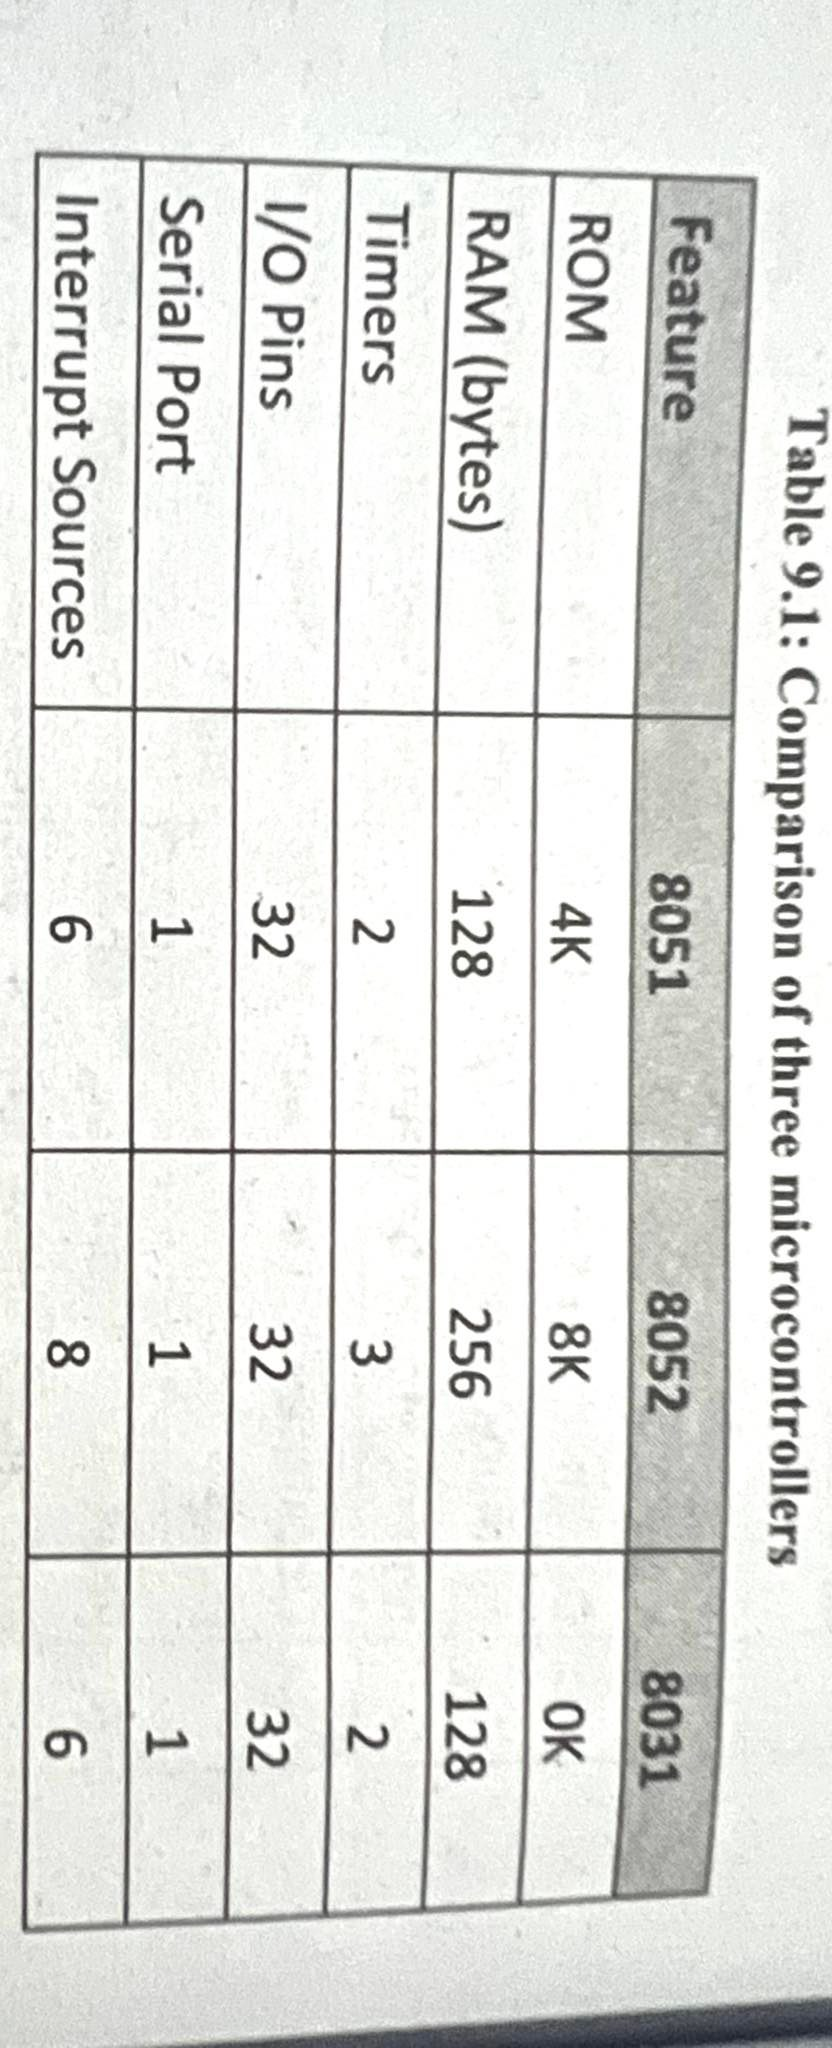 Table 9.1: Comparison of three microcontrollers
Feature 8051 8052 8031
ROM 4K 8K 0K
RAM (bytes) 128 256 128
Timers 2 3 2
I/O Pins 32 32 32
Serial Port 1 1 1
Interrupt Sources 6 8 6